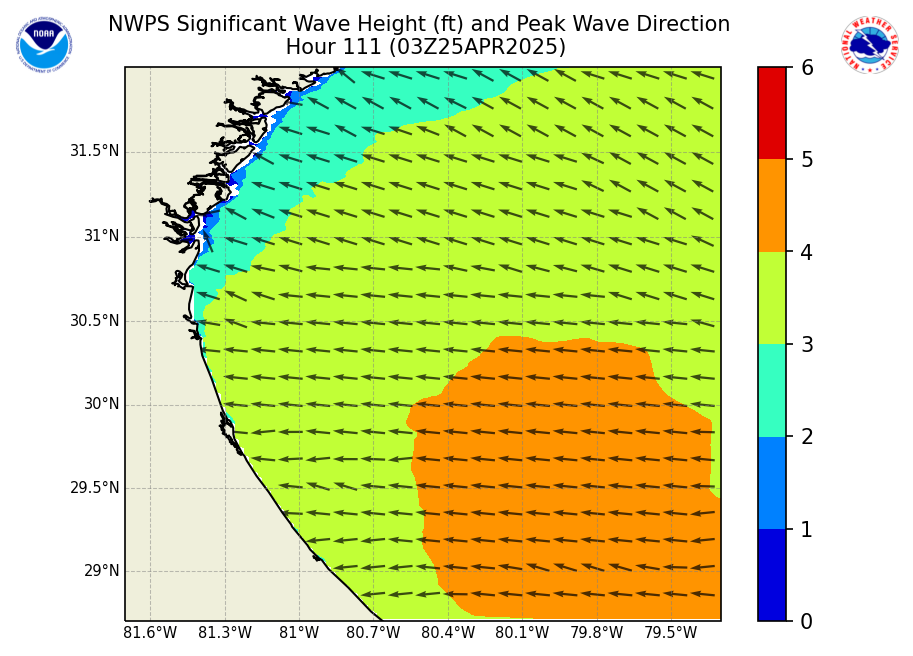 NWPS Significant Wave Height (ft) and Peak Wave Direction
Hour 111 (03Z25APR2025)
NOAA
NATIONAL WEATHER SERVICE
31.5°N
31°N
30.5°N
30°N
29.5°N
29°N
81.6°W 81.3°W 81°W 80.7°W 80.4°W 80.1°W 79.8°W 79.5°W
6
5
4
3
2
1
0